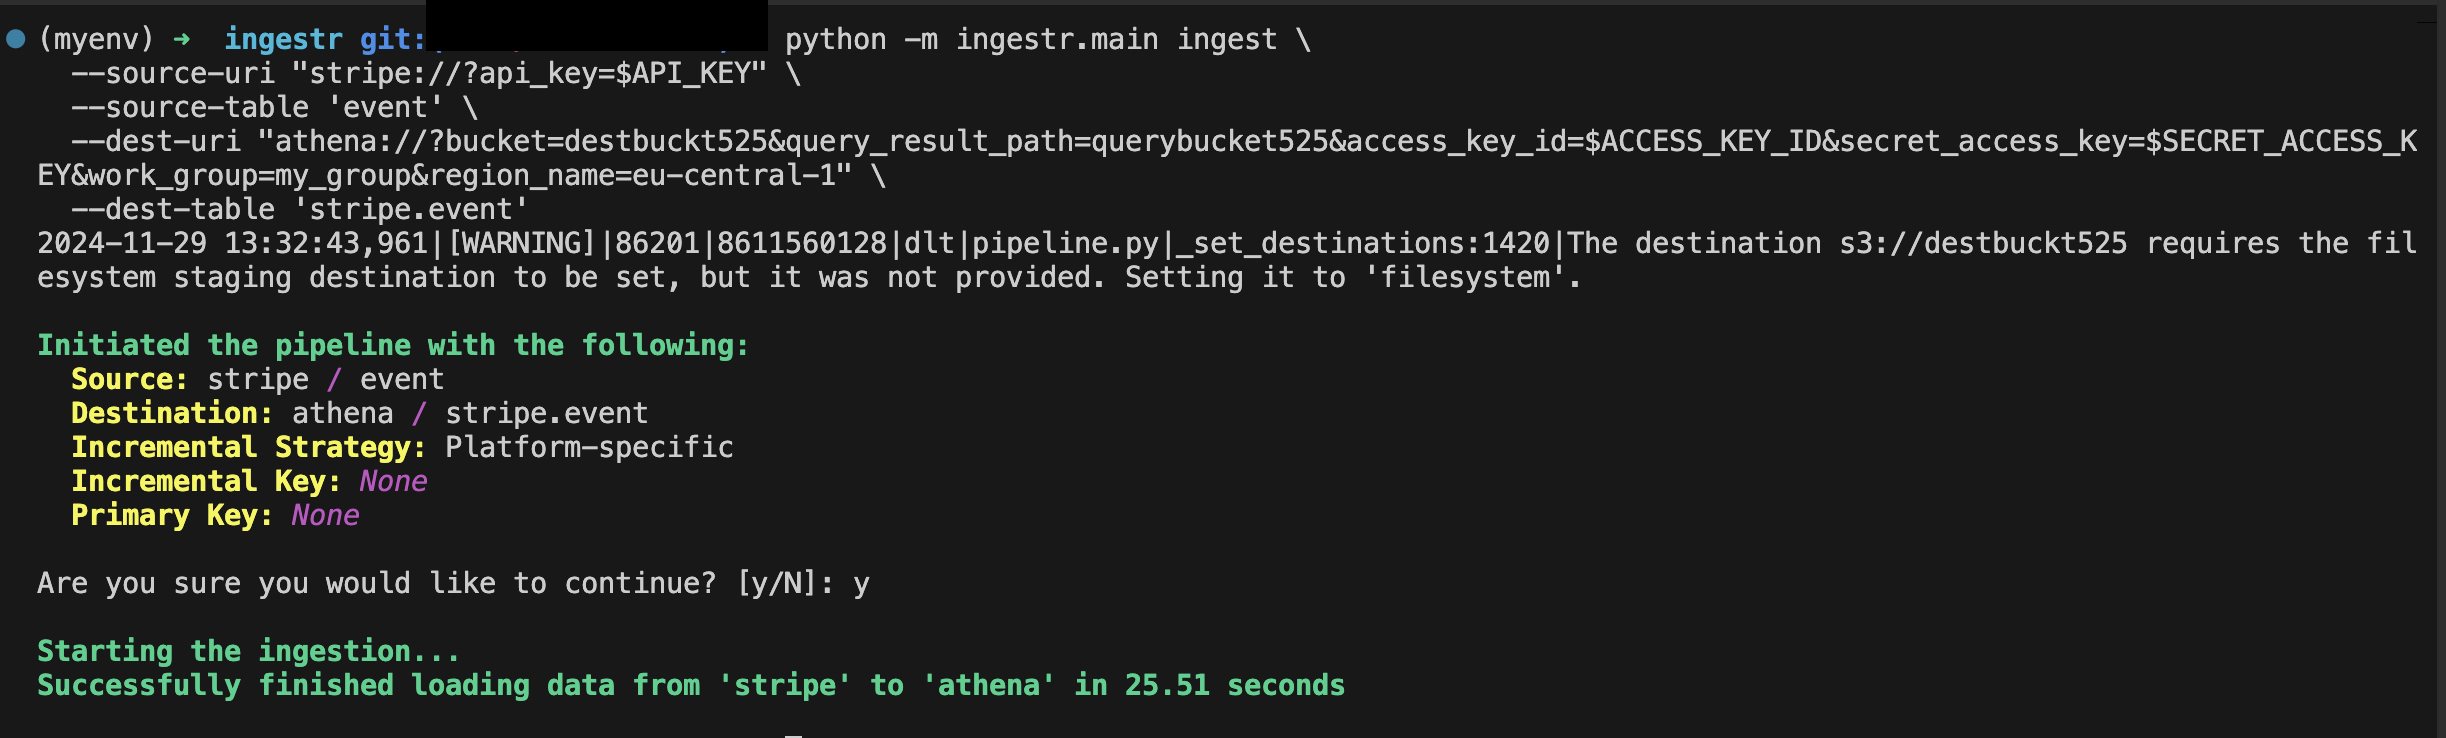 (myenv) ➜  ingestr git: python -m ingestr.main ingest \
  --source-uri "stripe://?api_key=$API_KEY" \
  --source-table 'event' \
  --dest-uri "athena://?bucket=destbuckt525&query_result_path=querybucket525&access_key_id=$ACCESS_KEY_ID&secret_access_key=$SECRET_ACCESS_K
EY&work_group=my_group&region_name=eu-central-1" \
  --dest-table 'stripe.event'
2024-11-29 13:32:43,961|[WARNING]|86201|8611560128|dlt|pipeline.py|_set_destinations:1420|The destination s3://destbuckt525 requires the fil
esystem staging destination to be set, but it was not provided. Setting it to 'filesystem'.

Initiated the pipeline with the following:
  Source: stripe / event
  Destination: athena / stripe.event
  Incremental Strategy: Platform-specific
  Incremental Key: None
  Primary Key: None

Are you sure you would like to continue? [y/N]: y

Starting the ingestion...
Successfully finished loading data from 'stripe' to 'athena' in 25.51 seconds